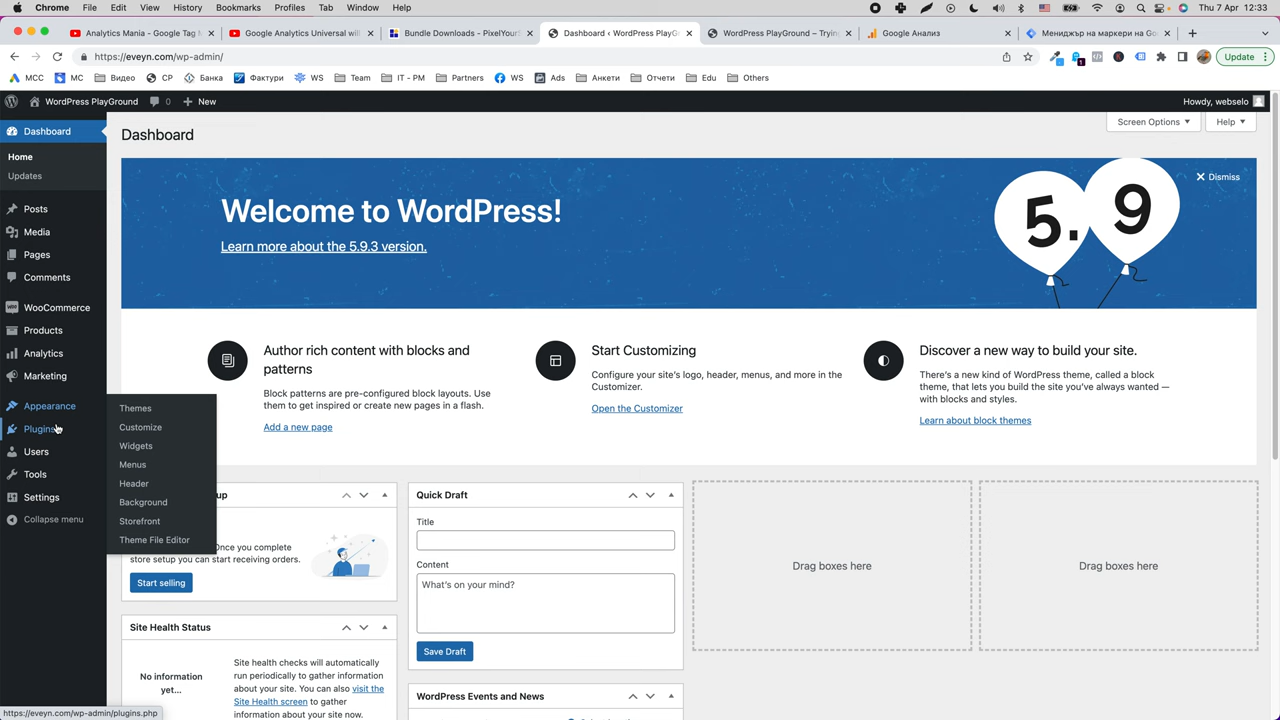 Chrome File Edit View History Bookmarks Profiles Tab Window Help Thu 7 Apr 12:33
Analytics Mania - Google Tag M Google Analytics Universal will Bundle Downloads - PixelYourS Dashboard ‹ WordPress PlayG WordPress PlayGround – Tryin Google Анализ Мениджър на маркери на Go
https://eveyn.com/wp-admin/ Update
МСС МС Видео СР Банка Фактури WS Team IT - PM Partners WS Ads Анкети Отчети Edu Others
WordPress PlayGround 0 New Howdy, webselo
Dashboard
Home
Updates
Posts
Media
Pages
Comments
WooCommerce
Products
Analytics
Marketing
Appearance
Plugins
Users
Tools
Settings
Collapse menu
Themes
Customize
Widgets
Menus
Header
Background
Storefront
Theme File Editor
Dashboard
Screen Options Help
Welcome to WordPress!
Learn more about the 5.9.3 version.
5.9
Dismiss
Author rich content with blocks and
patterns
Block patterns are pre-configured block layouts. Use
them to get inspired or create new pages in a flash.
Add a new page
Start Customizing
Configure your site's logo, header, menus, and more in the
Customizer.
Open the Customizer
Discover a new way to build your site.
There's a new kind of WordPress theme, called a block
theme, that lets you build the site you've always wanted —
with blocks and styles.
Learn about block themes
up
Once you complete
store setup you can start receiving orders.
Start selling
Site Health Status
No information
yet...
Site health checks will automatically
run periodically to gather information
about your site. You can also visit the
Site Health screen to gather
information about your site now.
Quick Draft
Title
Content
What's on your mind?
Save Draft
WordPress Events and News
Drag boxes here
Drag boxes here
https://eveyn.com/wp-admin/plugins.php